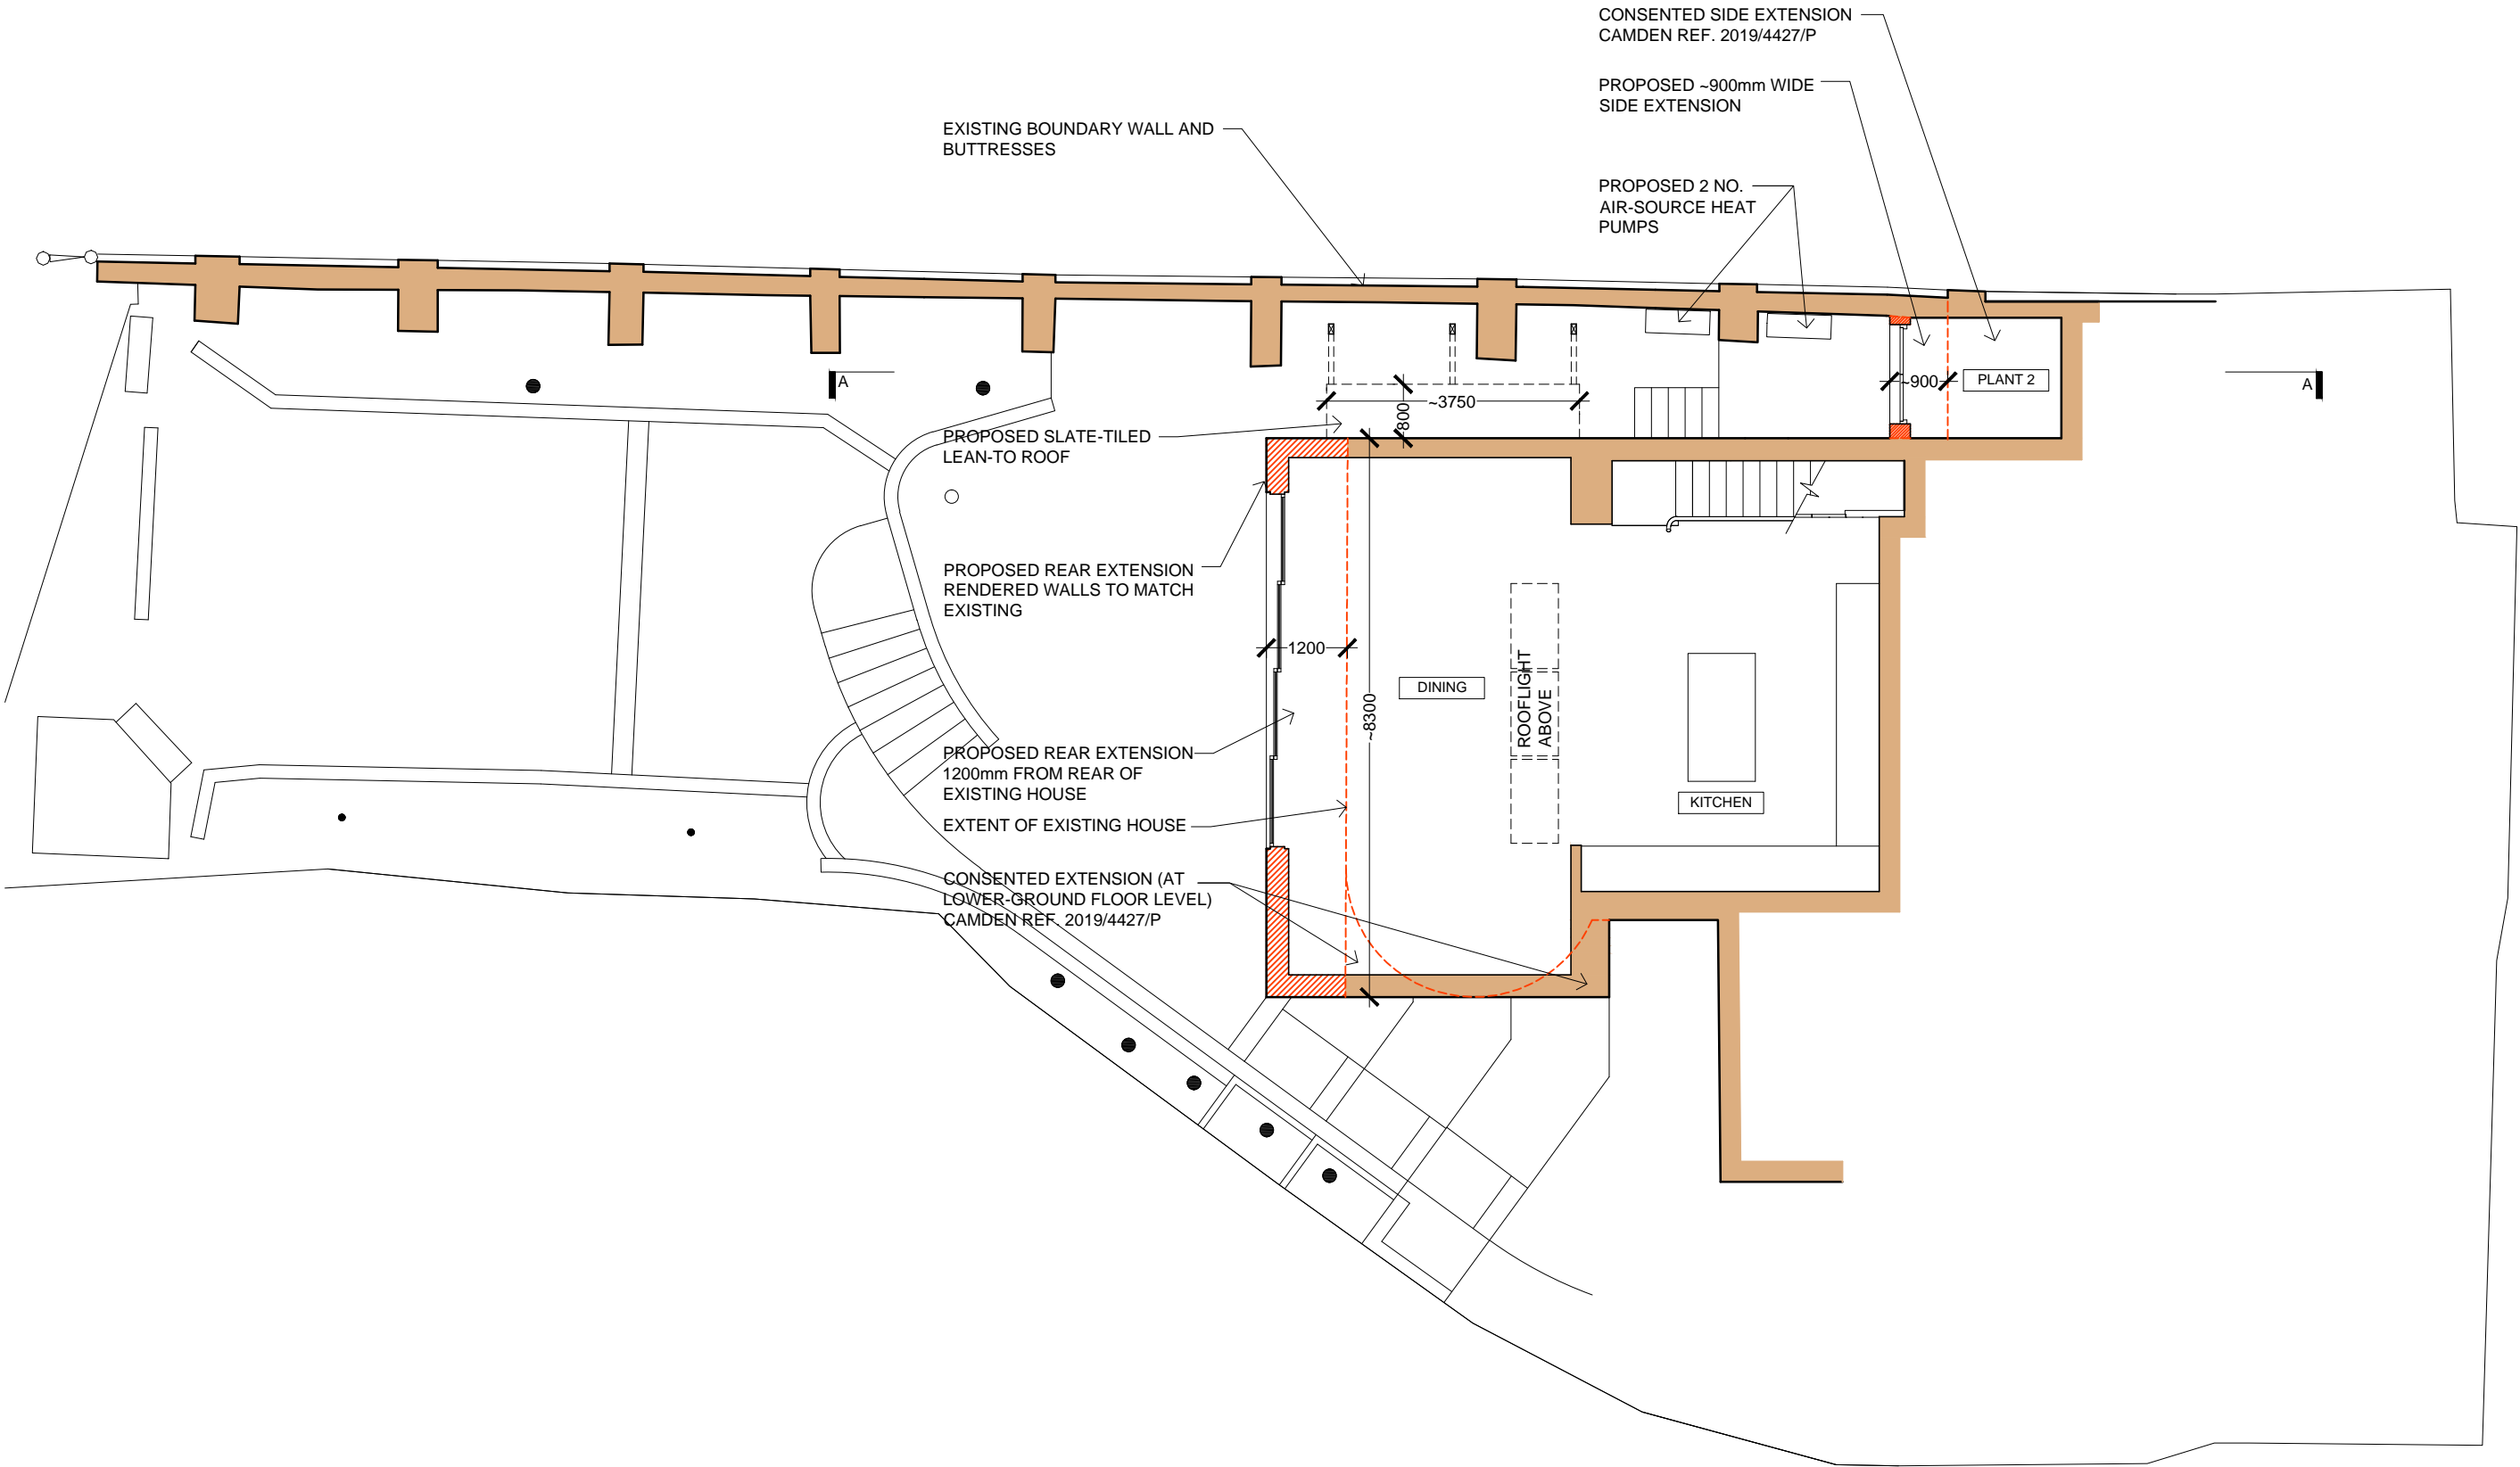 CONSENTED SIDE EXTENSION
CAMDEN REF. 2019/4427/P
PROPOSED ~900mm WIDE
SIDE EXTENSION
EXISTING BOUNDARY WALL AND
BUTTRESSES
PROPOSED 2 NO.
AIR-SOURCE HEAT
PUMPS
A
~900
PLANT 2
A
~3750
800
PROPOSED SLATE-TILED
LEAN-TO ROOF
PROPOSED REAR EXTENSION
RENDERED WALLS TO MATCH
EXISTING
1200
DINING
ROOFLIGHT
ABOVE
~8300
PROPOSED REAR EXTENSION
1200mm FROM REAR OF
EXISTING HOUSE
KITCHEN
EXTENT OF EXISTING HOUSE
CONSENTED EXTENSION (AT
LOWER-GROUND FLOOR LEVEL)
CAMDEN REF. 2019/4427/P